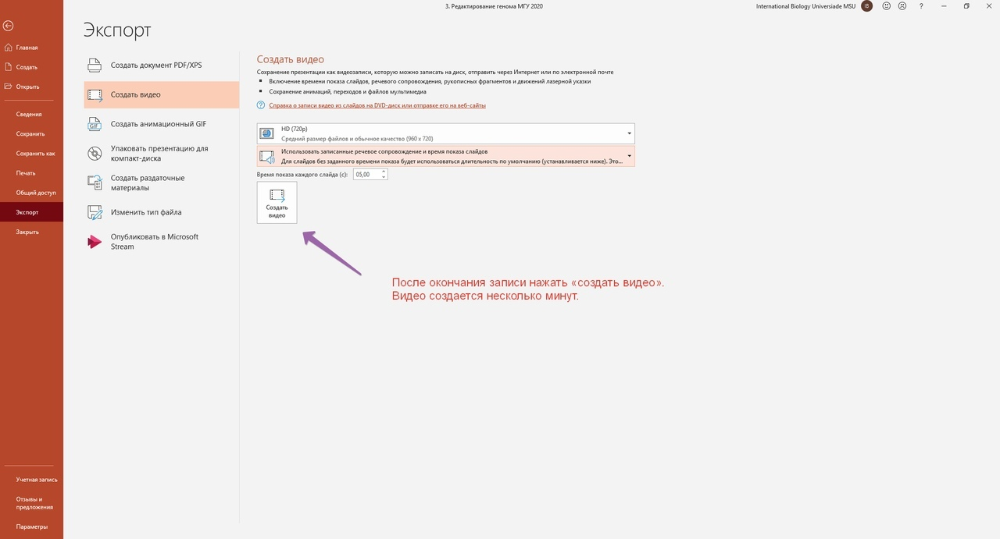 3. Редактирование генома МГУ 2020
International Biology Universiade MSU
IB
?
Экспорт
Главная
Создать
Открыть
Сведения
Сохранить
Сохранить как
Печать
Общий доступ
Экспорт
Закрыть
Учетная запись
Отзывы и
предложения
Параметры
Создать документ PDF/XPS
Создать видео
GIF
Создать анимационный GIF
Упаковать презентацию для
компакт-диска
Создать раздаточные
материалы
Изменить тип файла
Опубликовать в Microsoft
Stream
Создать видео
Сохранение презентации как видеозаписи, которую можно записать на диск, отправить через Интернет или по электронной почте
Включение времени показа слайдов, речевого сопровождения, рукописных фрагментов и движений лазерной указки
Сохранение анимаций, переходов и файлов мультимедиа
? Справка о записи видео из слайдов на DVD-диск или отправке его на веб-сайты
HD (720p)
Средний размер файлов и обычное качество (960 x 720)
Использовать записанные речевое сопровождение и время показа слайдов
Для слайдов без заданного времени показа будет использоваться длительность по умолчанию (устанавливается ниже). Это...
Время показа каждого слайда (с): 05,00
Создать
видео
После окончания записи нажать «создать видео».
Видео создается несколько минут.